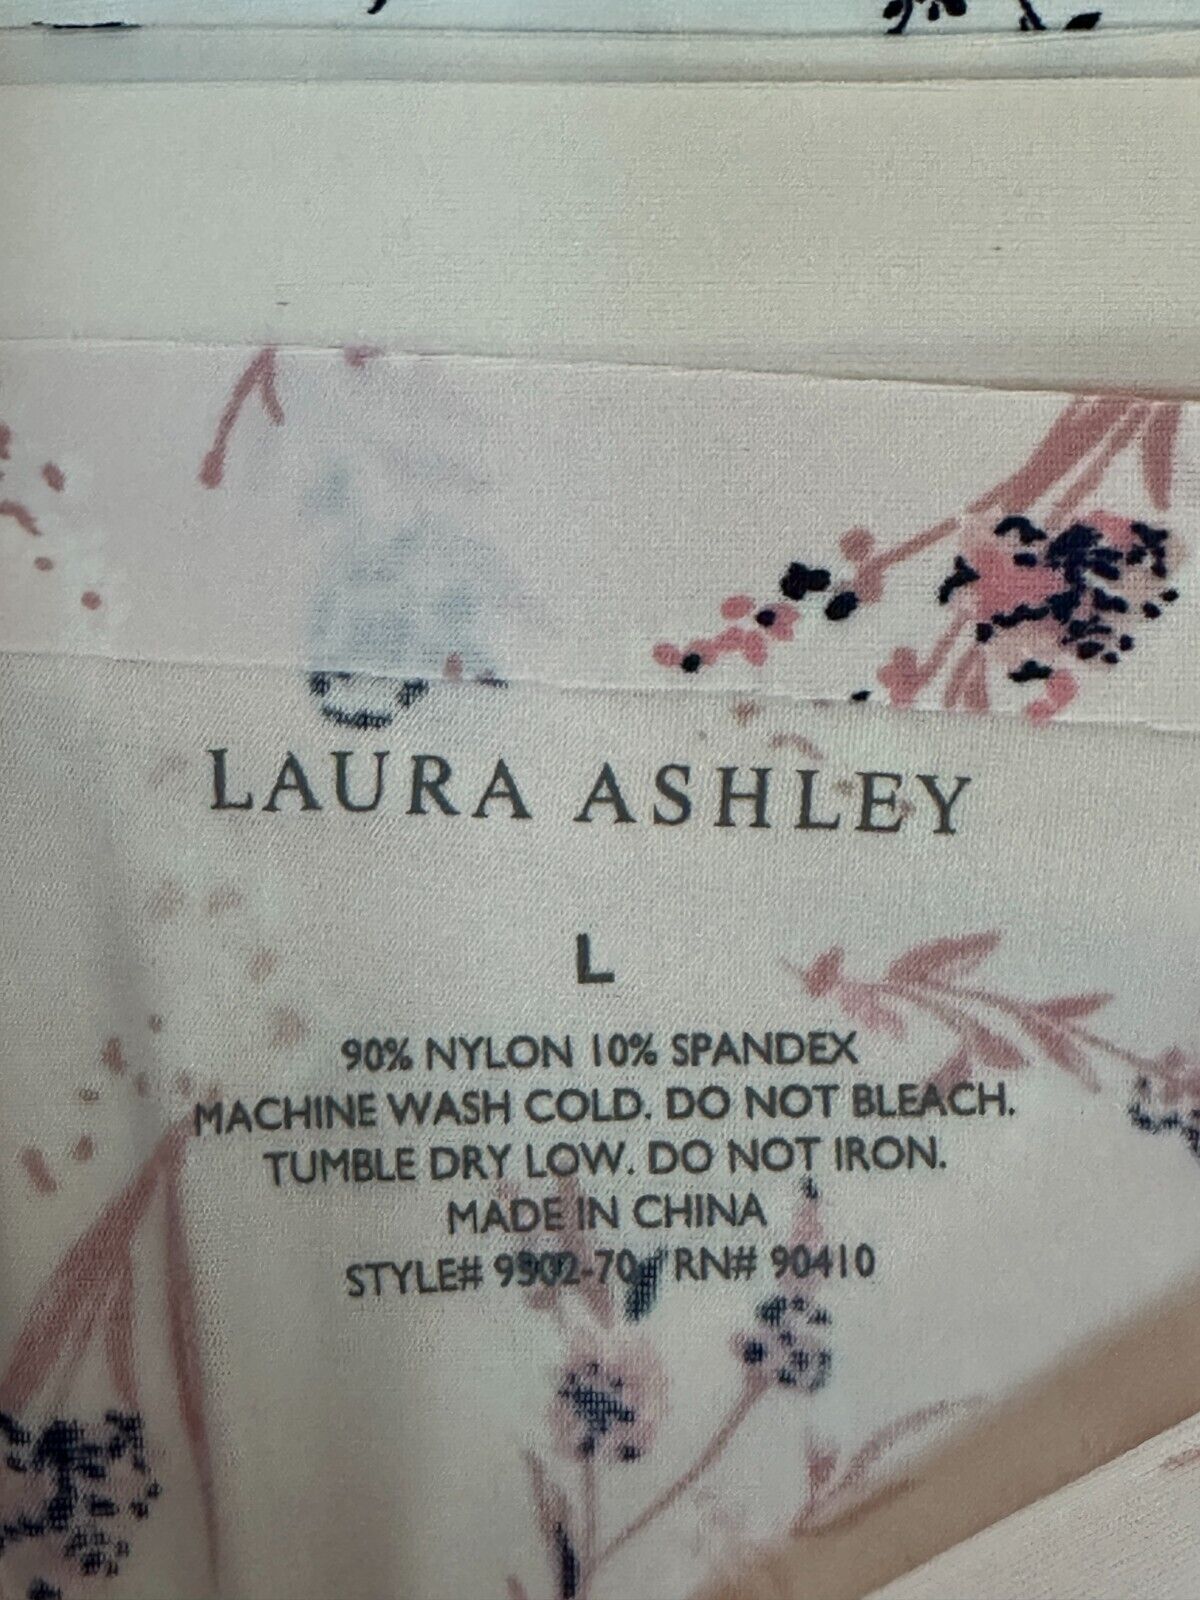 LAURA ASHLEY
L
90% NYLON 10% SPANDEX
MACHINE WASH COLD. DO NOT BLEACH.
TUMBLE DRY LOW. DO NOT IRON.
MADE IN CHINA
STYLE# RN# 90410